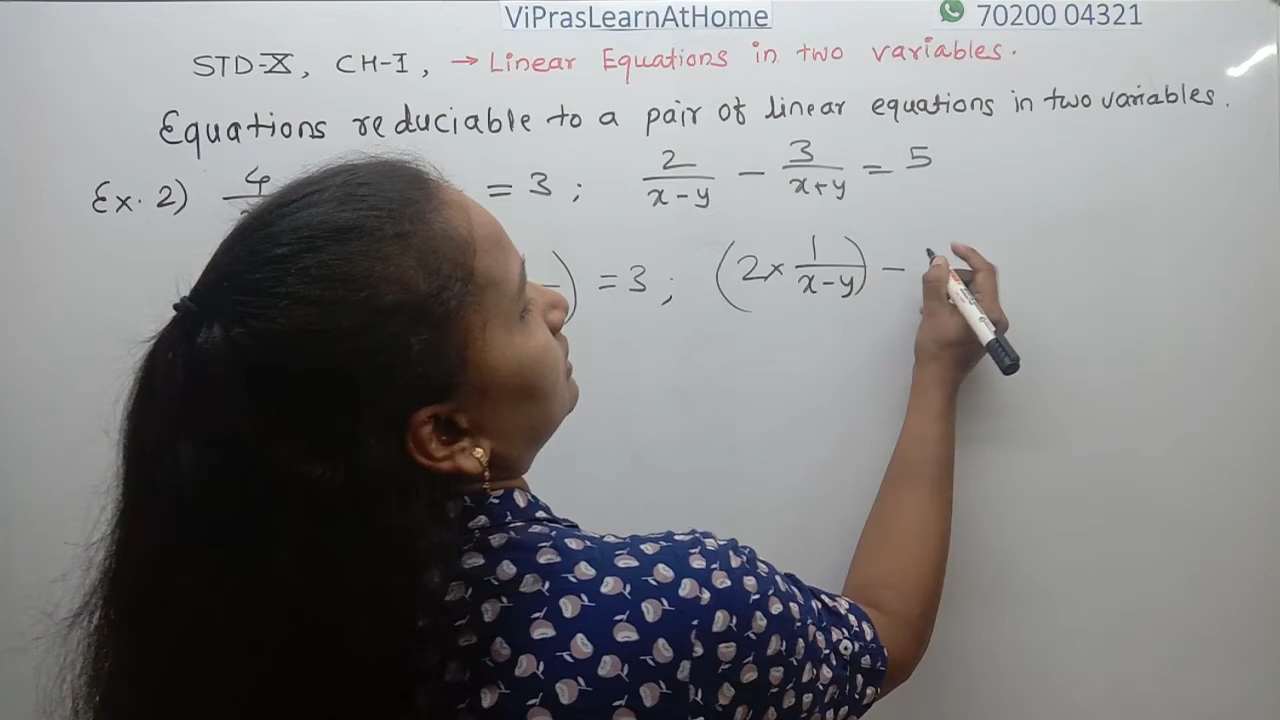 ViPrasLearnAtHome 70200 04321
STD-X, CH-I, → Linear Equations in two variables.
Equations reduciable to a pair of linear equations in two variables.
Ex. 2) 4 = 3 ; 2/(x-y) - 3/(x+y) = 5
) = 3 ; (2 × 1/(x-y)) -